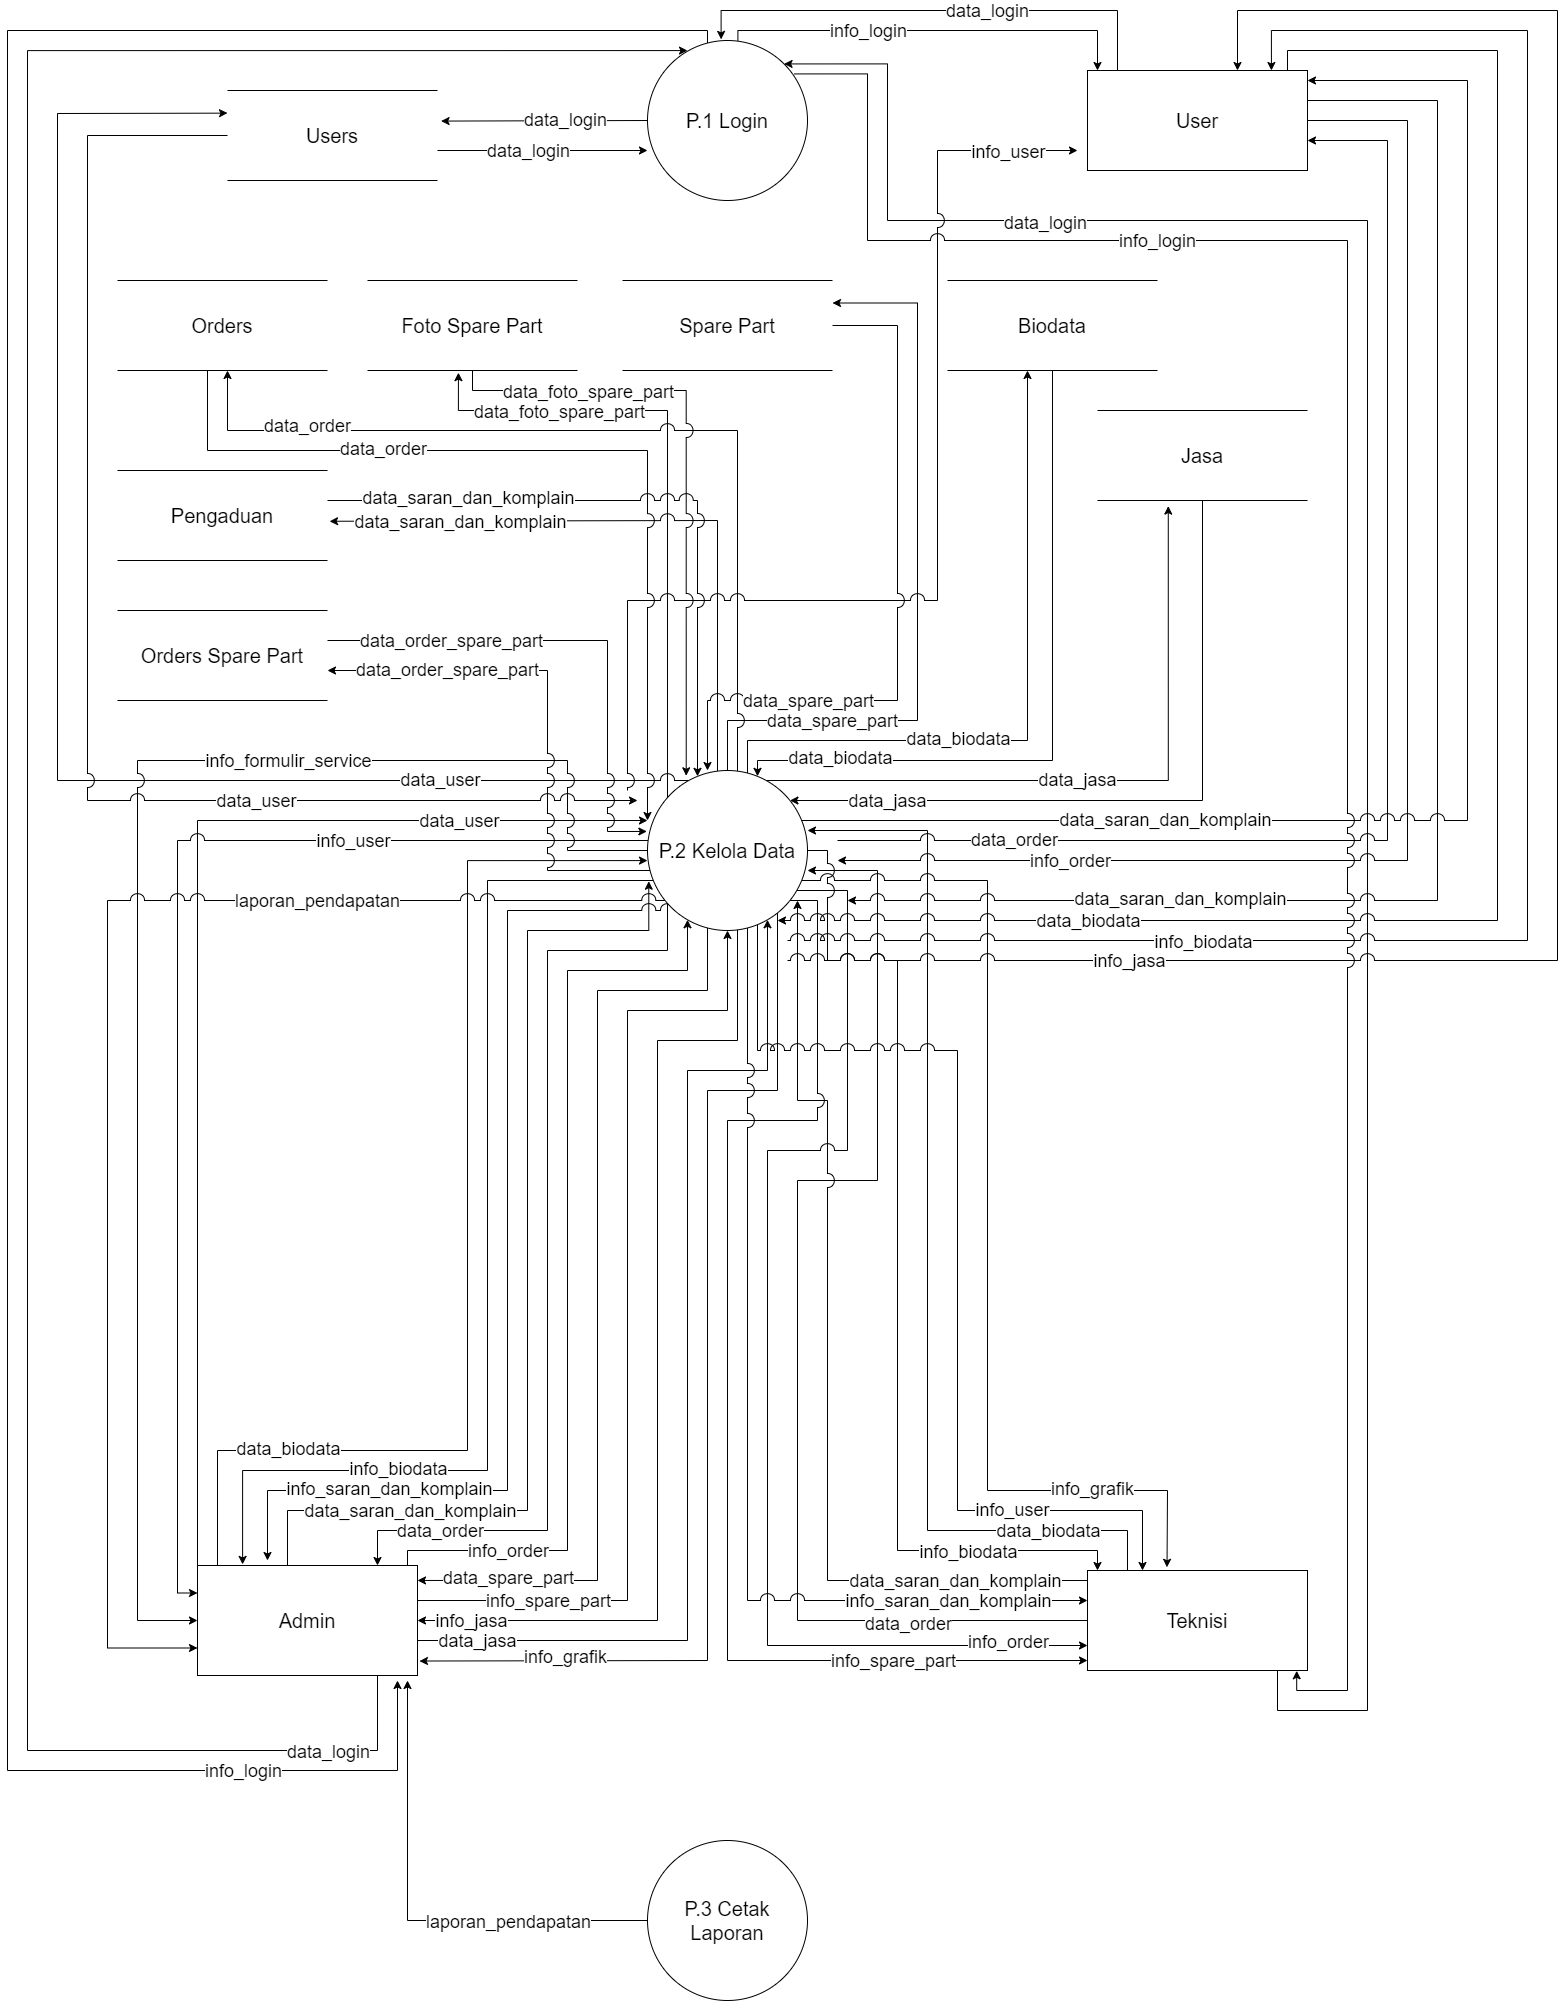 data_login
info_login
P.1 Login
User
data_login
Users
data_login
info_user
data_login
info_login
Orders
Foto Spare Part
Spare Part
Biodata
data_foto_spare_part
data_foto_spare_part
data_order
data_order
Jasa
data_saran_dan_komplain
Pengaduan
data_saran_dan_komplain
data_order_spare_part
Orders Spare Part
data_order_spare_part
data_spare_part
data_spare_part
data_biodata
data_biodata
info_formulir_service
data_user
data_jasa
data_user
data_jasa
data_user
data_saran_dan_komplain
info_user
data_order
P.2 Kelola Data
info_order
laporan_pendapatan
data_saran_dan_komplain
data_biodata
info_biodata
info_jasa
data_biodata
info_biodata
info_saran_dan_komplain
data_saran_dan_komplain
data_order
info_order
data_spare_part
info_spare_part
Admin
info_jasa
data_jasa
info_grafik
info_grafik
info_user
data_biodata
info_biodata
data_saran_dan_komplain
info_saran_dan_komplain
Teknisi
data_order
info_order
info_spare_part
data_login
info_login
P.3 Cetak
Laporan
laporan_pendapatan